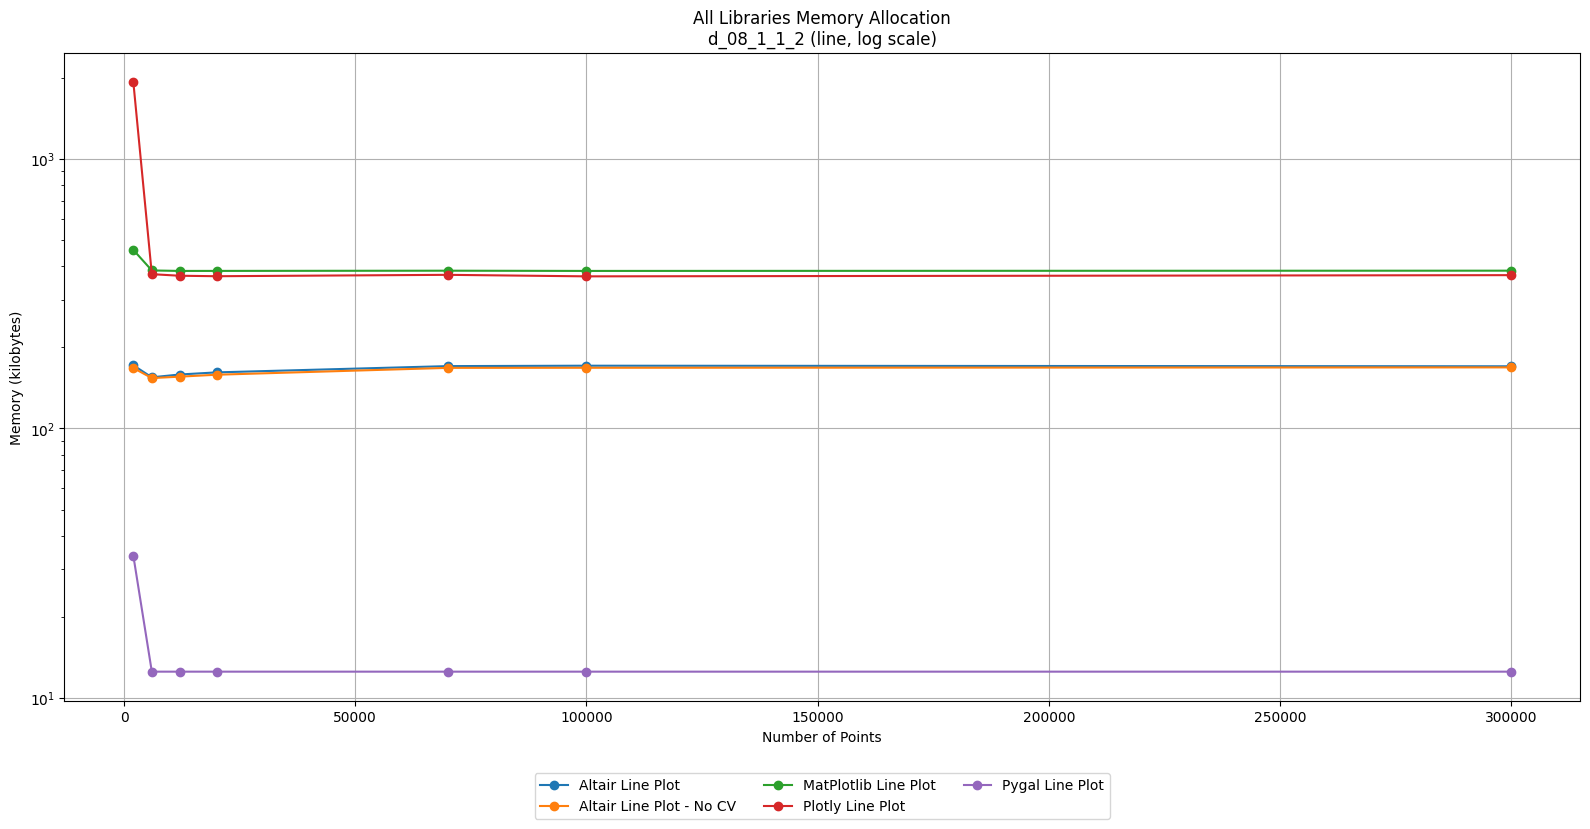 All Libraries Memory Allocation
d_08_1_1_2 (line, log scale)
Memory (kilobytes)
10³
10²
10¹
0 50000 100000 150000 200000 250000 300000
Number of Points
Altair Line Plot MatPlotlib Line Plot Pygal Line Plot
Altair Line Plot - No CV Plotly Line Plot